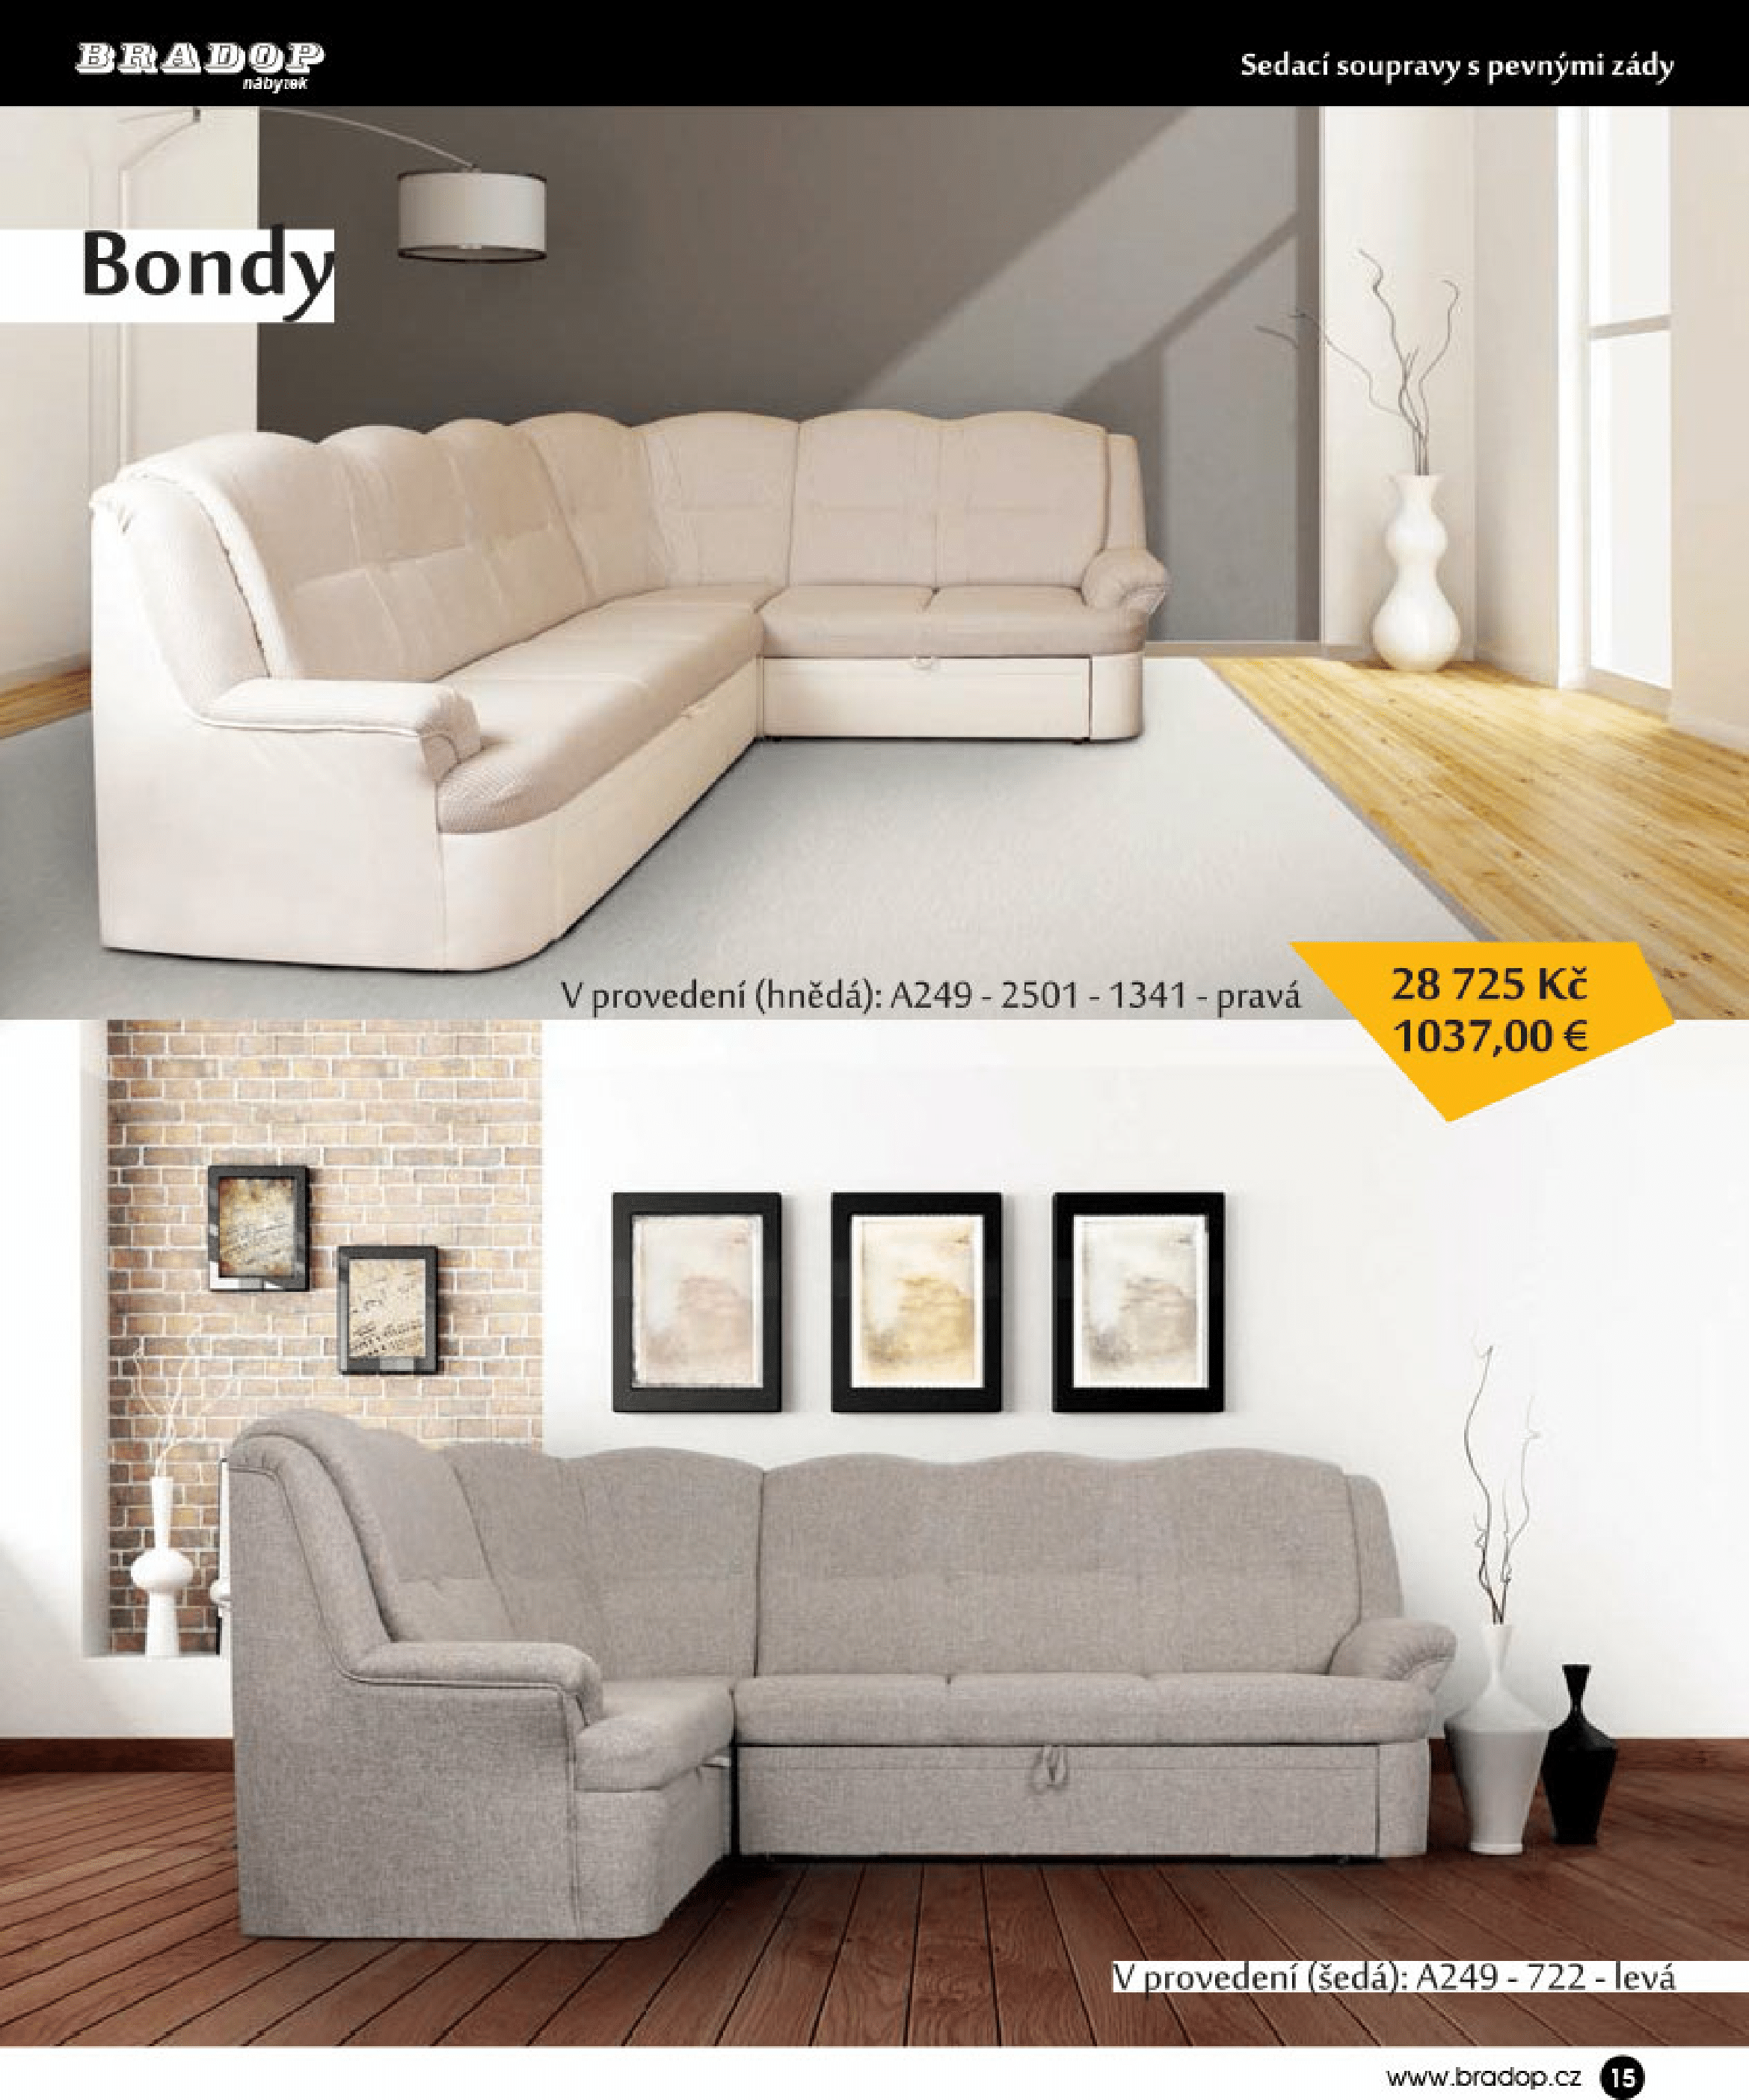 BRADOP
nábytek
Sedací soupravy s pevnými zády
Bondy
V provedení (hnědá): A249 - 2501 - 1341 - pravá
28 725 Kč
1037,00 €
V provedení (šedá): A249 - 722 - levá
www.bradop.cz 15